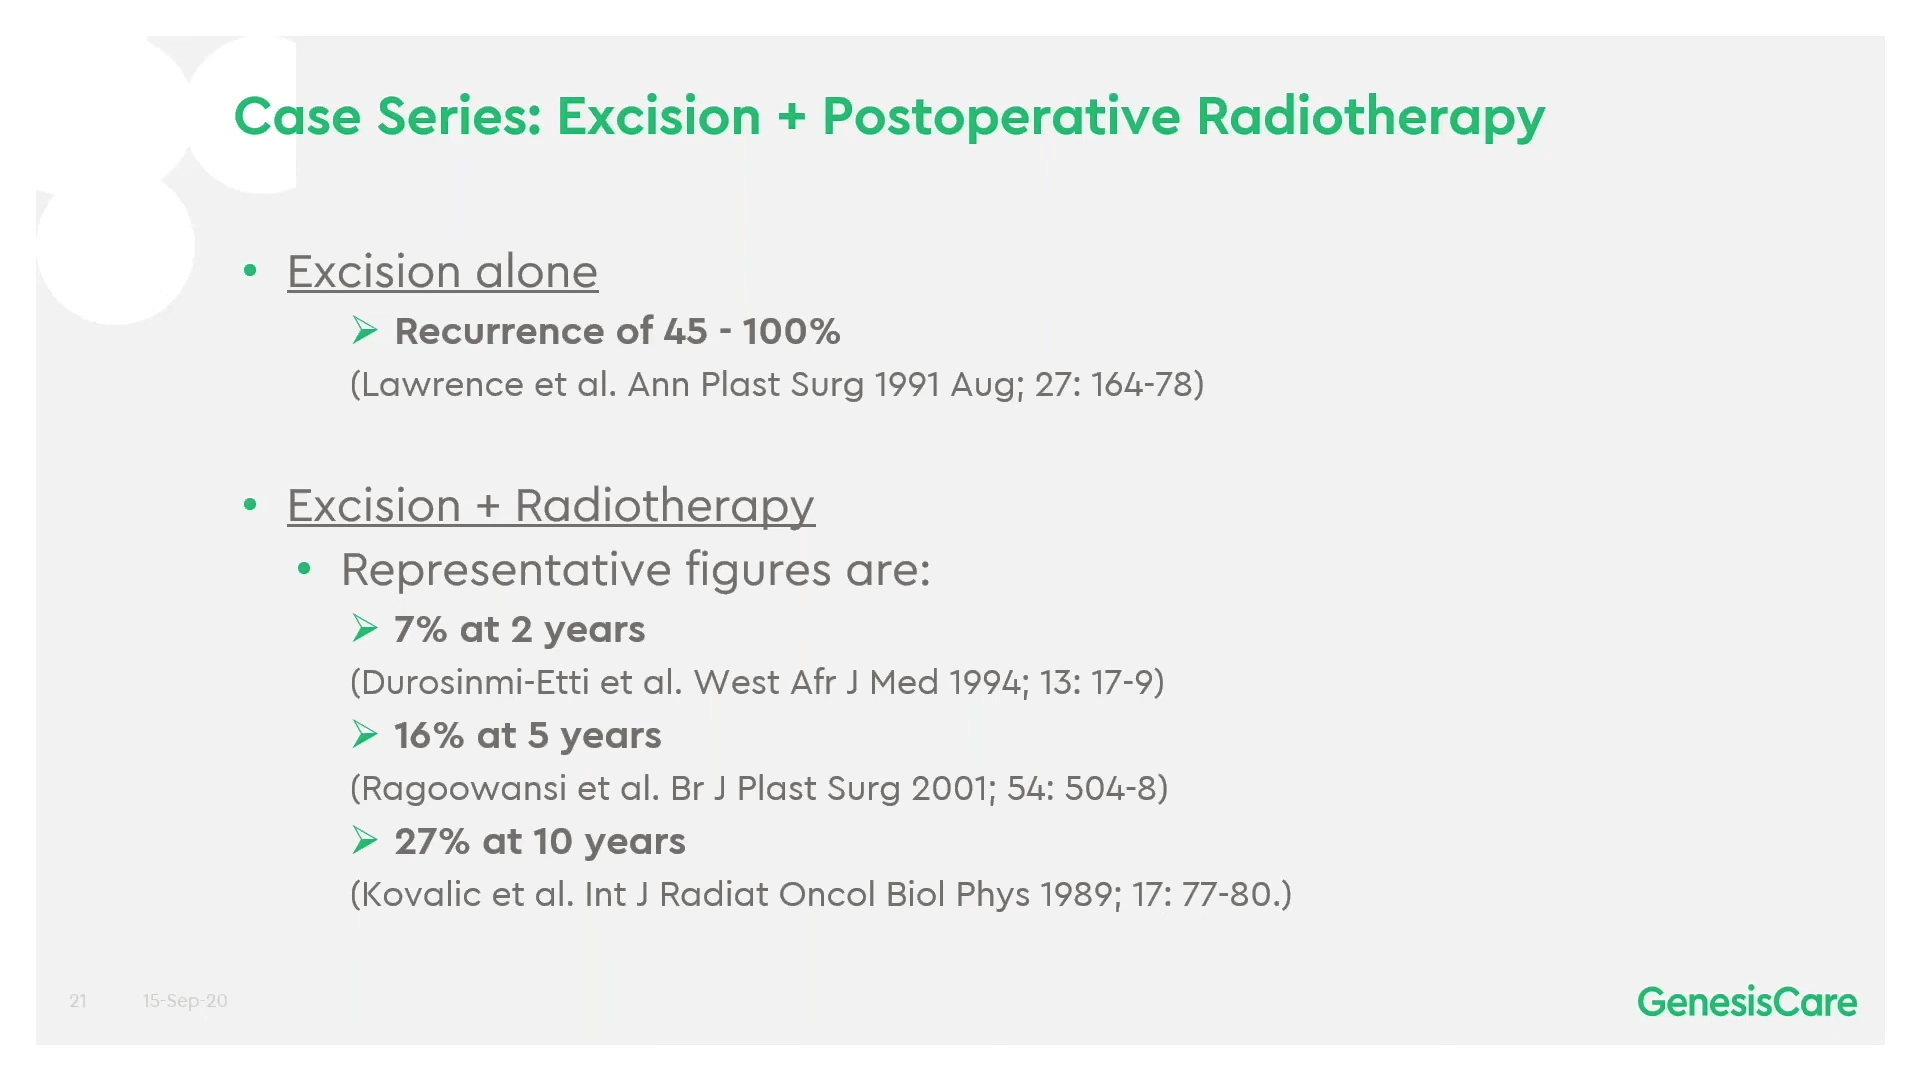 Case Series: Excision + Postoperative Radiotherapy
• Excision alone
➢ Recurrence of 45 - 100%
(Lawrence et al. Ann Plast Surg 1991 Aug; 27: 164-78)
• Excision + Radiotherapy
• Representative figures are:
➢ 7% at 2 years
(Durosinmi-Etti et al. West Afr J Med 1994; 13: 17-9)
➢ 16% at 5 years
(Ragoowansi et al. Br J Plast Surg 2001; 54: 504-8)
➢ 27% at 10 years
(Kovalic et al. Int J Radiat Oncol Biol Phys 1989; 17: 77-80.)
21 15-Sep-20
GenesisCare